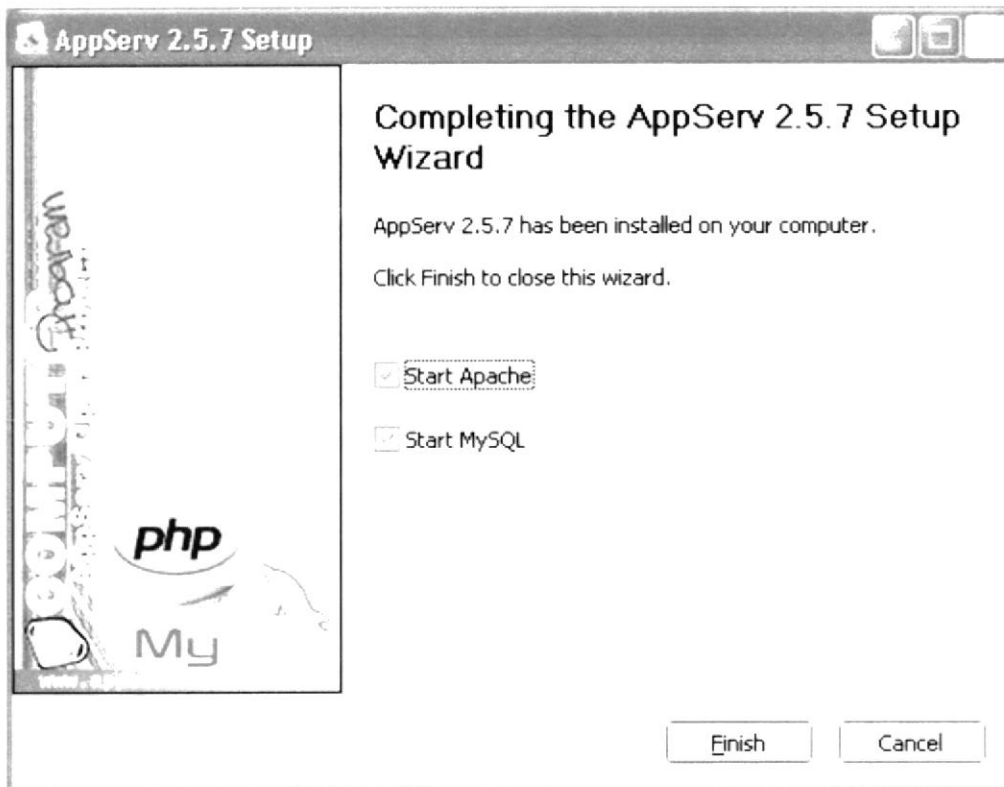 AppServ 2.5.7 Setup
Completing the AppServ 2.5.7 Setup
Wizard
AppServ 2.5.7 has been installed on your computer.
Click Finish to close this wizard.
Start Apache
Start MySQL
php
My
Finish
Cancel